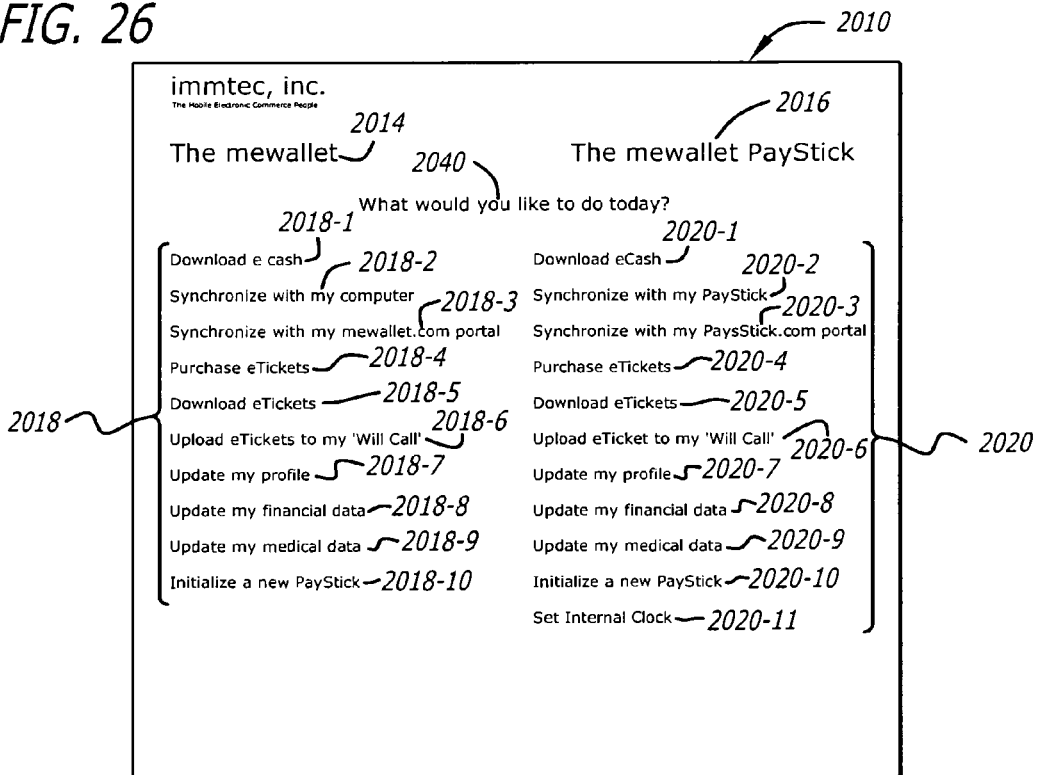 FIG. 26
2010
immtec, inc.
The Mobile Electronic Commerce People
2014
2016
The mewallet
The mewallet PayStick
2040
What would you like to do today?
2018-1
2020-1
Download e cash
2018-2
Download eCash
2020-2
Synchronize with my computer
2018-3
Synchronize with my PayStick
2020-3
Synchronize with my mewallet.com portal
Synchronize with my PaysStick.com portal
Purchase eTickets 2018-4
Purchase eTickets 2020-4
Download eTickets 2018-5
Download eTickets 2020-5
2018
Upload eTickets to my 'Will Call' 2018-6
Upload eTicket to my 'Will Call' 2020-6
2020
Update my profile 2018-7
Update my profile 2020-7
Update my financial data 2018-8
Update my financial data 2020-8
Update my medical data 2018-9
Update my medical data 2020-9
Initialize a new PayStick 2018-10
Initialize a new PayStick 2020-10
Set Internal Clock 2020-11